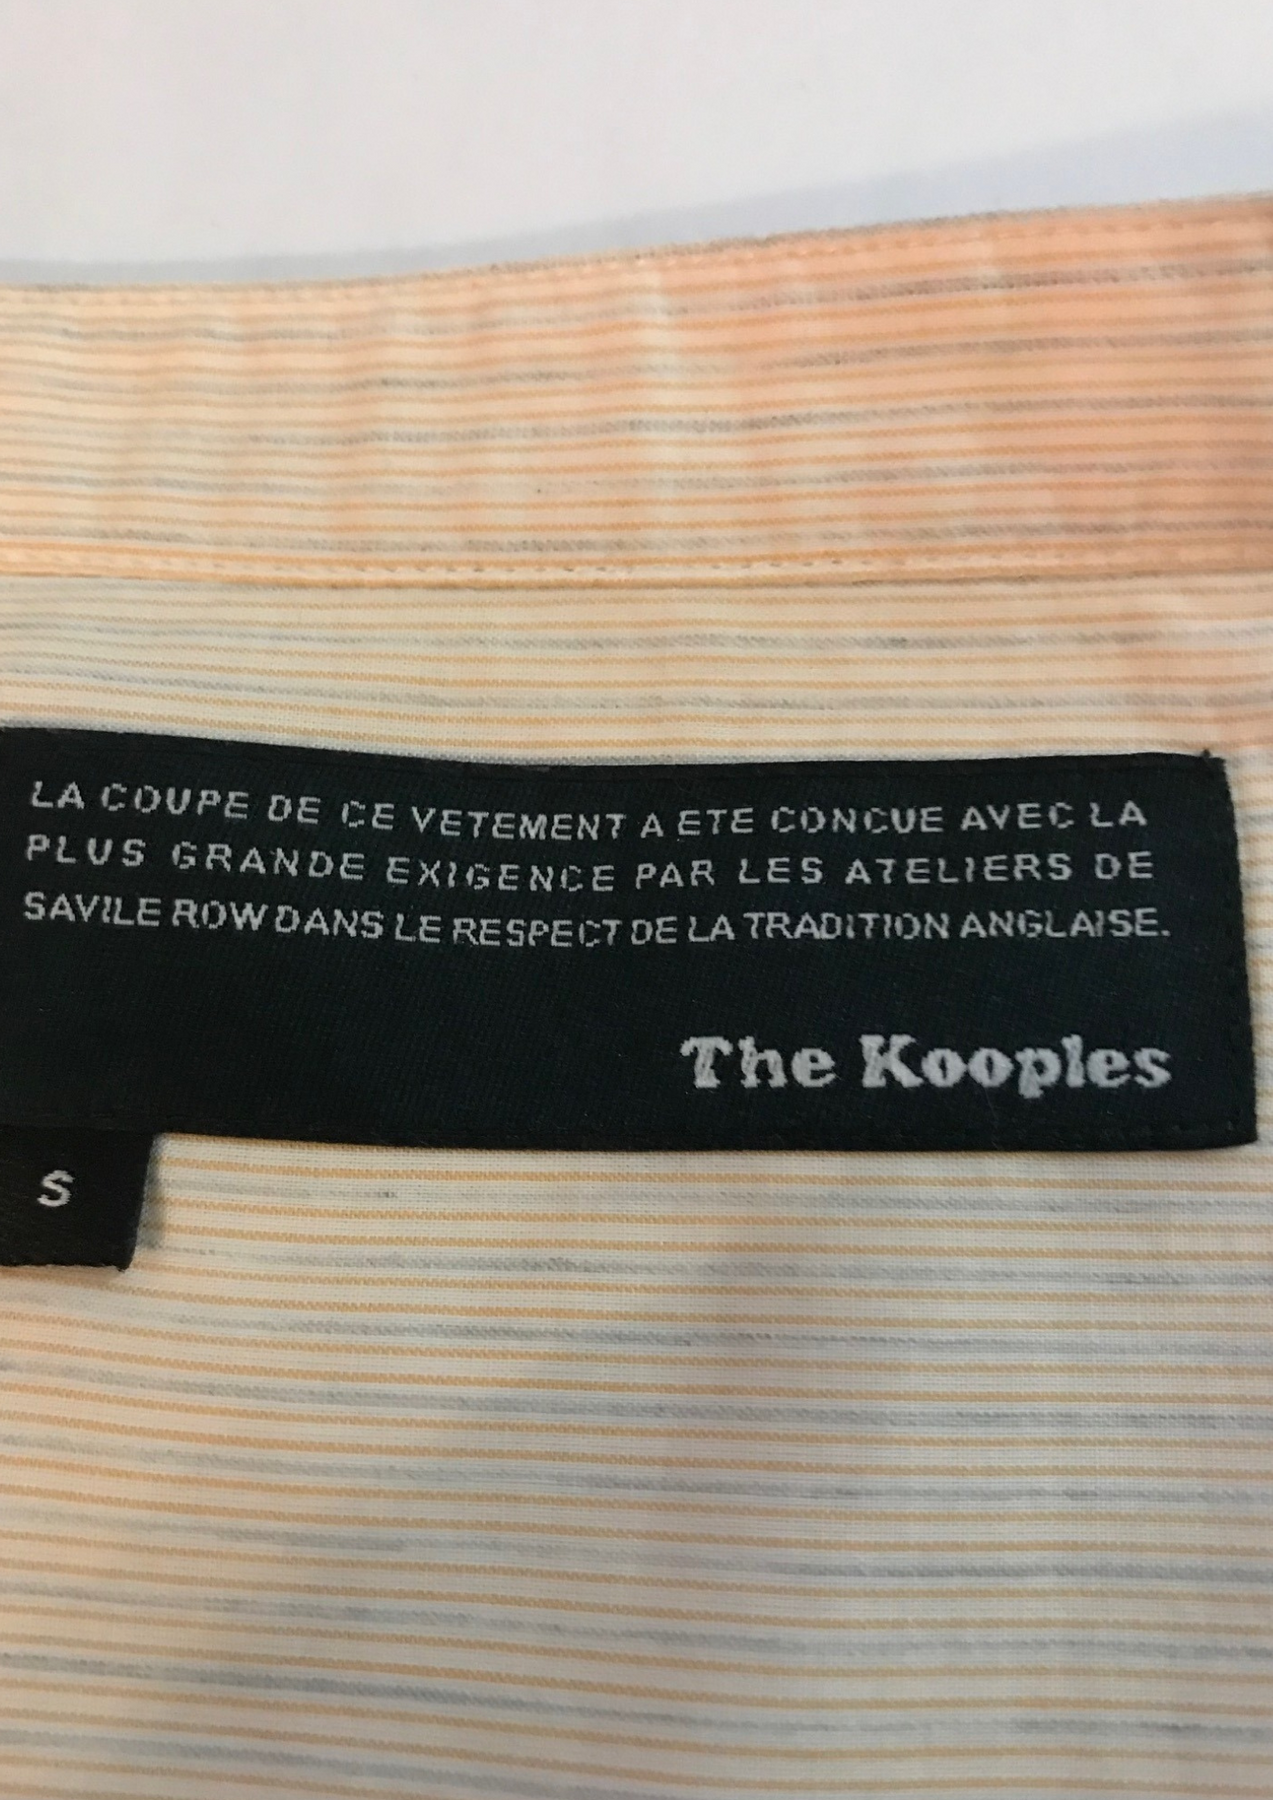 LA COUPE DE CE VETEMENT A ETE CONCUE AVEC LA
PLUS GRANDE EXIGENCE PAR LES ATELIERS DE
SAVILE ROW DANS LE RESPECT DE LA TRADITION ANGLAISE.
The Kooples
S